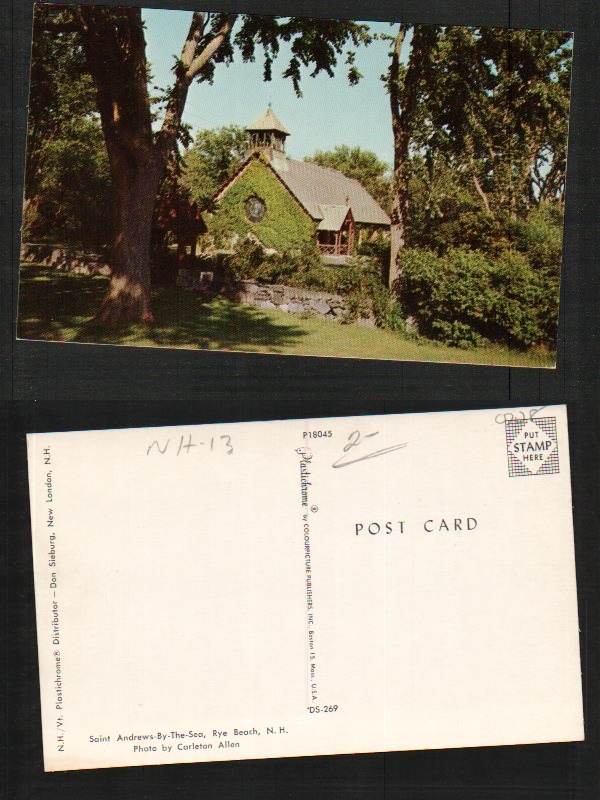 NH-13
P18045
2-
PUT
STAMP
HERE
Plastichrome®
by COLOURPICTURE PUBLISHERS, INC., Boston 15, Mass., U.S.A.
POST CARD
N.H./Vt. Plastichrome® Distributor — Don Sieburg, New London, N.H.
*DS-269
Saint Andrews-By-The-Sea, Rye Beach, N. H.
Photo by Carleton Allen